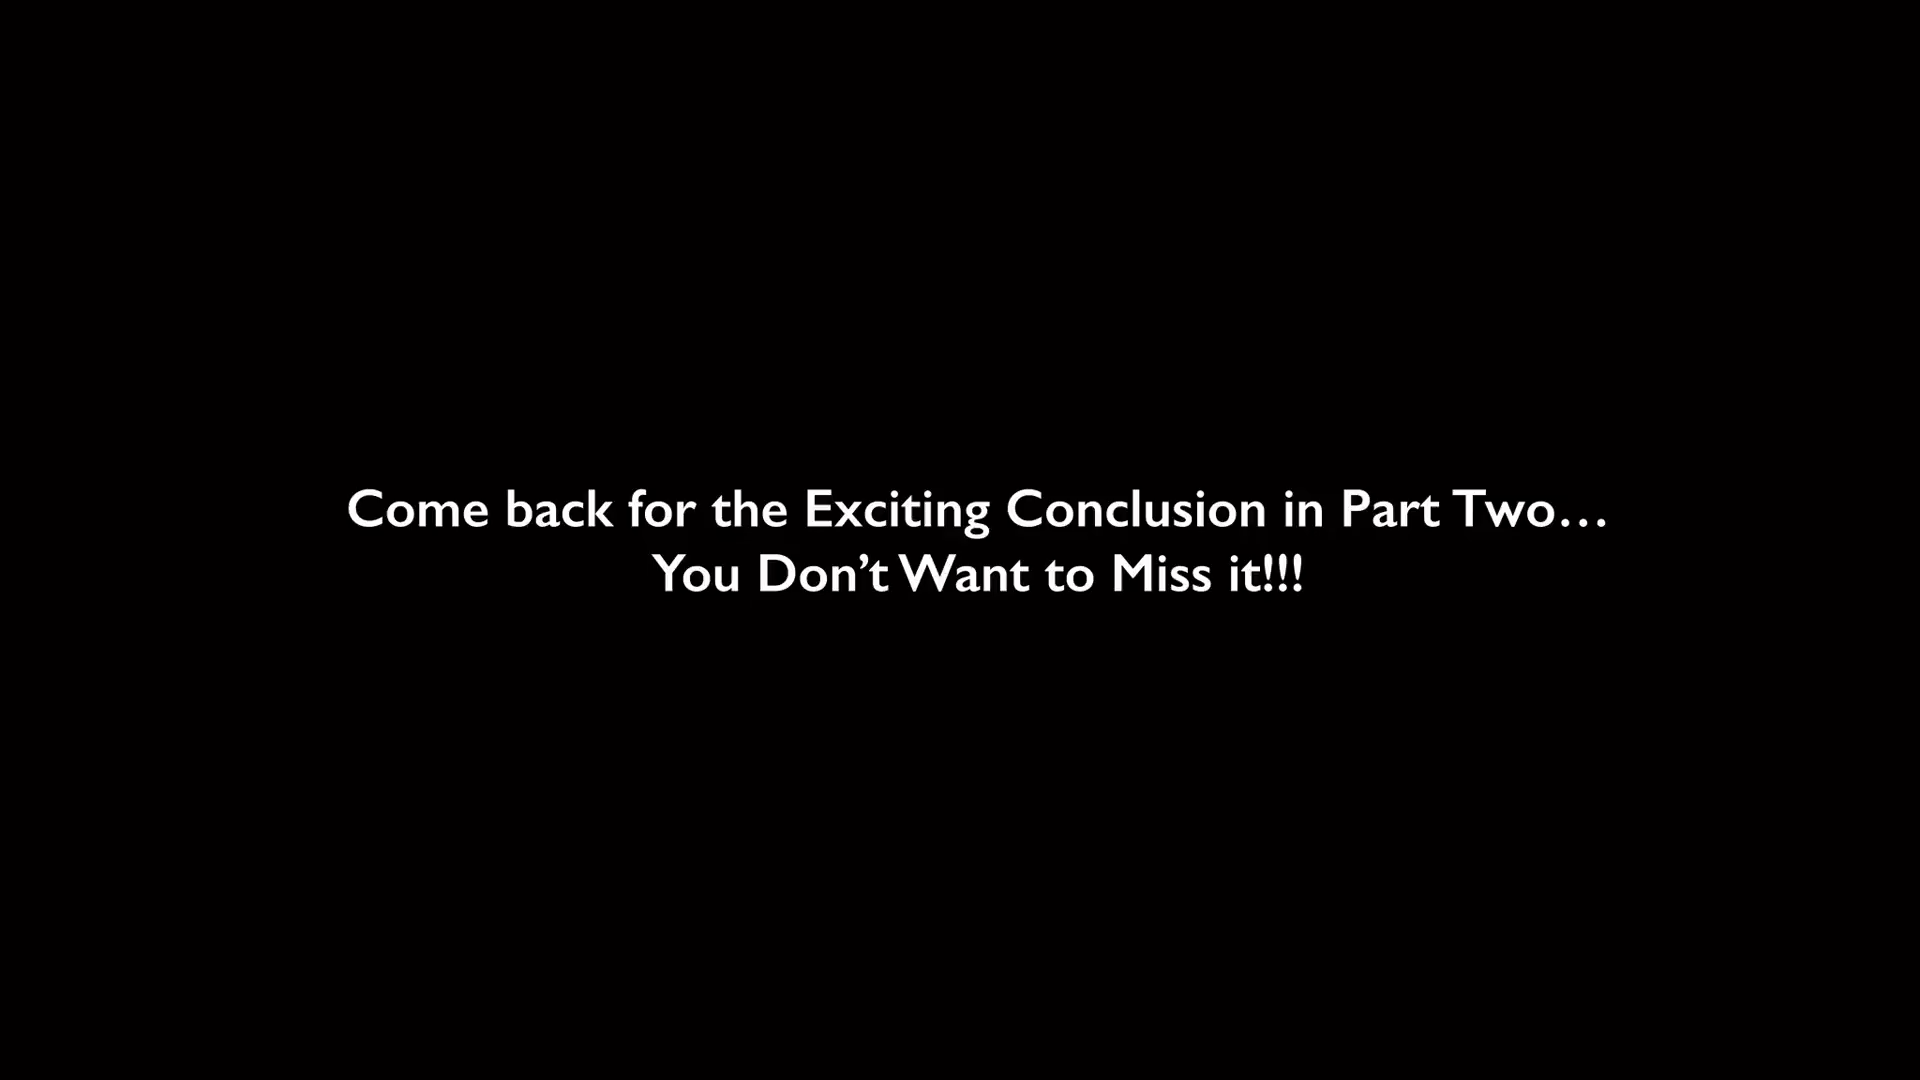 Come back for the Exciting Conclusion in Part Two…
You Don’t Want to Miss it!!!